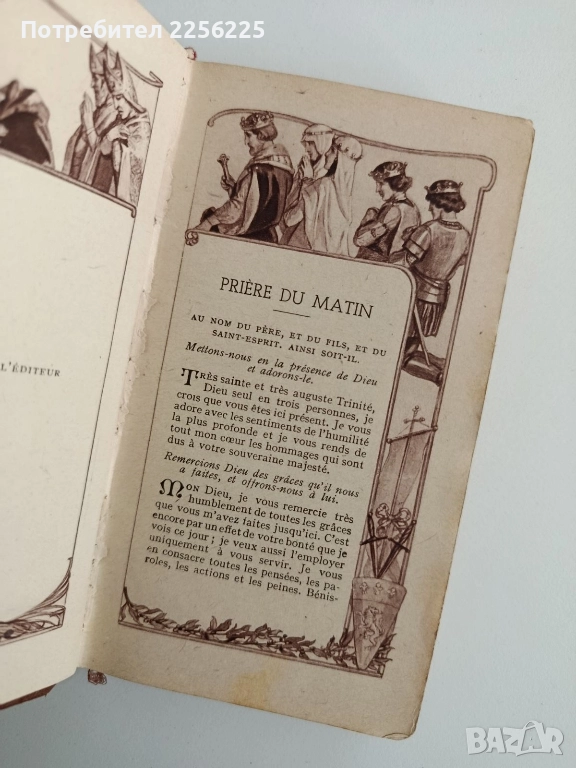 Потребител 2256225
L'ÉDITEUR
PRIÈRE DU MATIN
AU NOM DU PÈRE, ET DU FILS, ET DU
SAINT-ESPRIT. AINSI SOIT-IL.
Mettons-nous en la présence de Dieu
et adorons-le.
TRÈS sainte et très auguste Trinité,
Dieu seul en trois personnes, je
crois que vous êtes ici présent. Je vous
adore avec les sentiments de l'humilité
la plus profonde et je vous rends de
tout mon cœur les hommages qui sont
dus à votre souveraine majesté.
Remercions Dieu des grâces qu'il nous
a faites, et offrons-nous à lui.
MON Dieu, je vous remercie très
humblement de toutes les grâces
que vous m'avez faites jusqu'ici. C'est
encore par un effet de votre bonté que je
vois ce jour ; je veux aussi l'employer
uniquement à vous servir. Je vous
en consacre toutes les pensées, les pa-
roles, les actions et les peines. Bénis-
BAZAR
bg